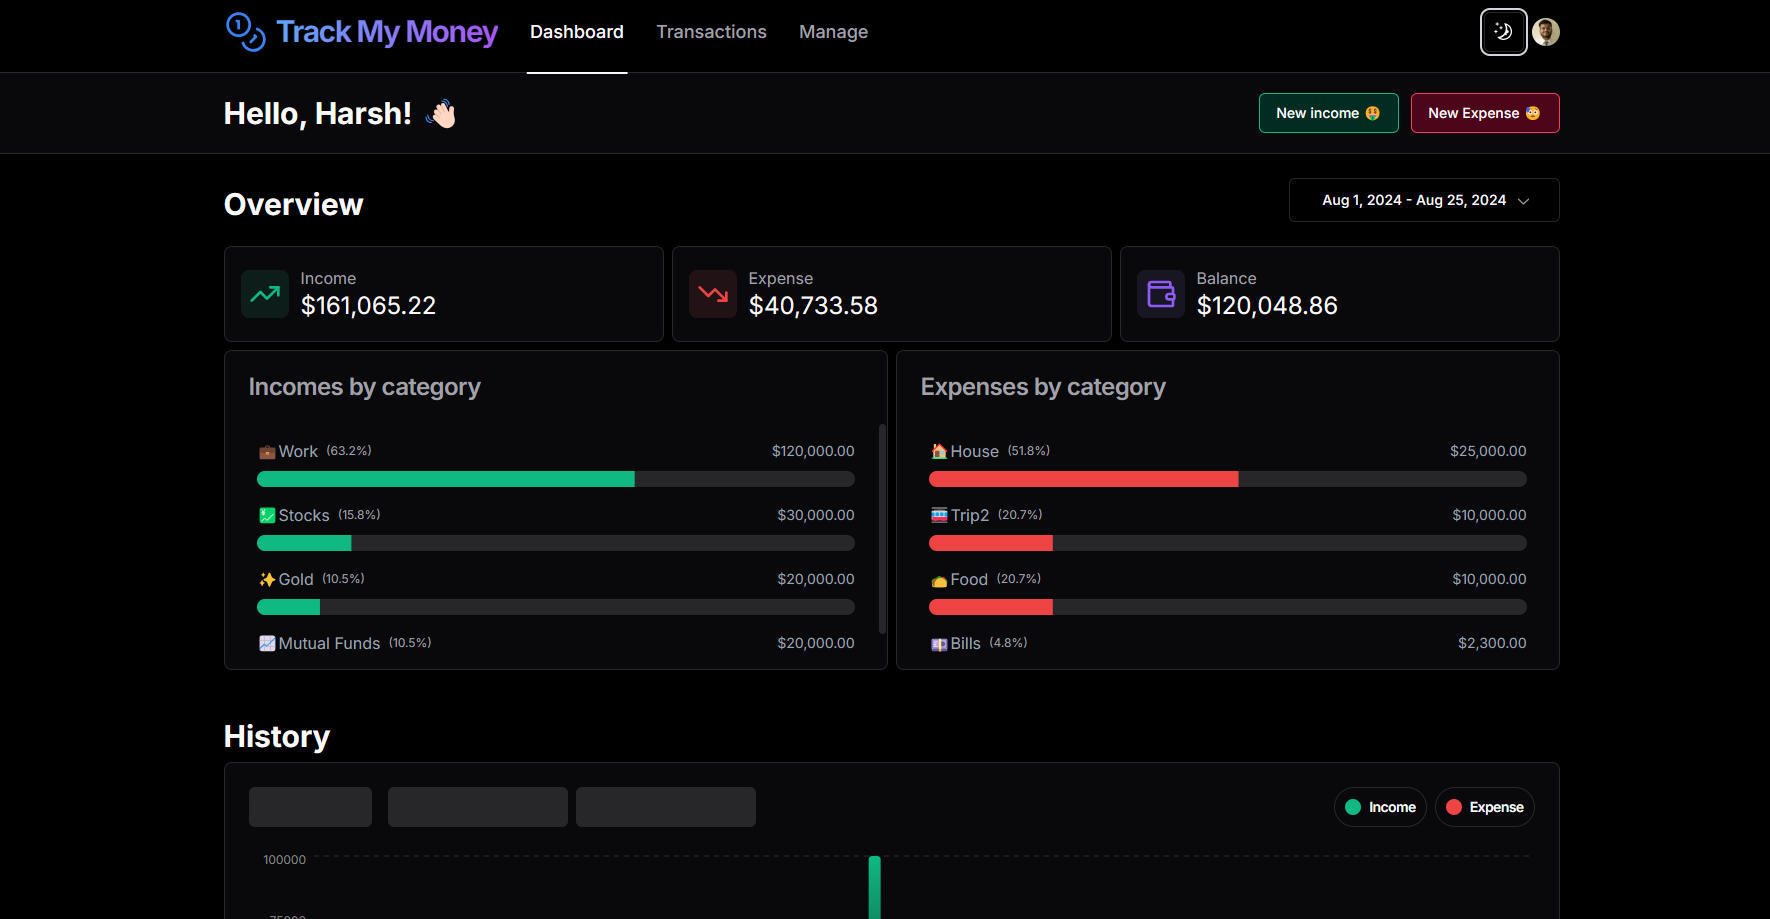 Track My Money
Dashboard
Transactions
Manage
Hello, Harsh! 👋🏻
New income 🤑
New Expense 😳
Overview
Aug 1, 2024 - Aug 25, 2024
Income
$161,065.22
Expense
$40,733.58
Balance
$120,048.86
Incomes by category
💼 Work (63.2%) $120,000.00
💹 Stocks (15.8%) $30,000.00
✨ Gold (10.5%) $20,000.00
📈 Mutual Funds (10.5%) $20,000.00
Expenses by category
🏠 House (51.8%) $25,000.00
🚋 Trip2 (20.7%) $10,000.00
🌮 Food (20.7%) $10,000.00
💷 Bills (4.8%) $2,300.00
History
Income
Expense
100000